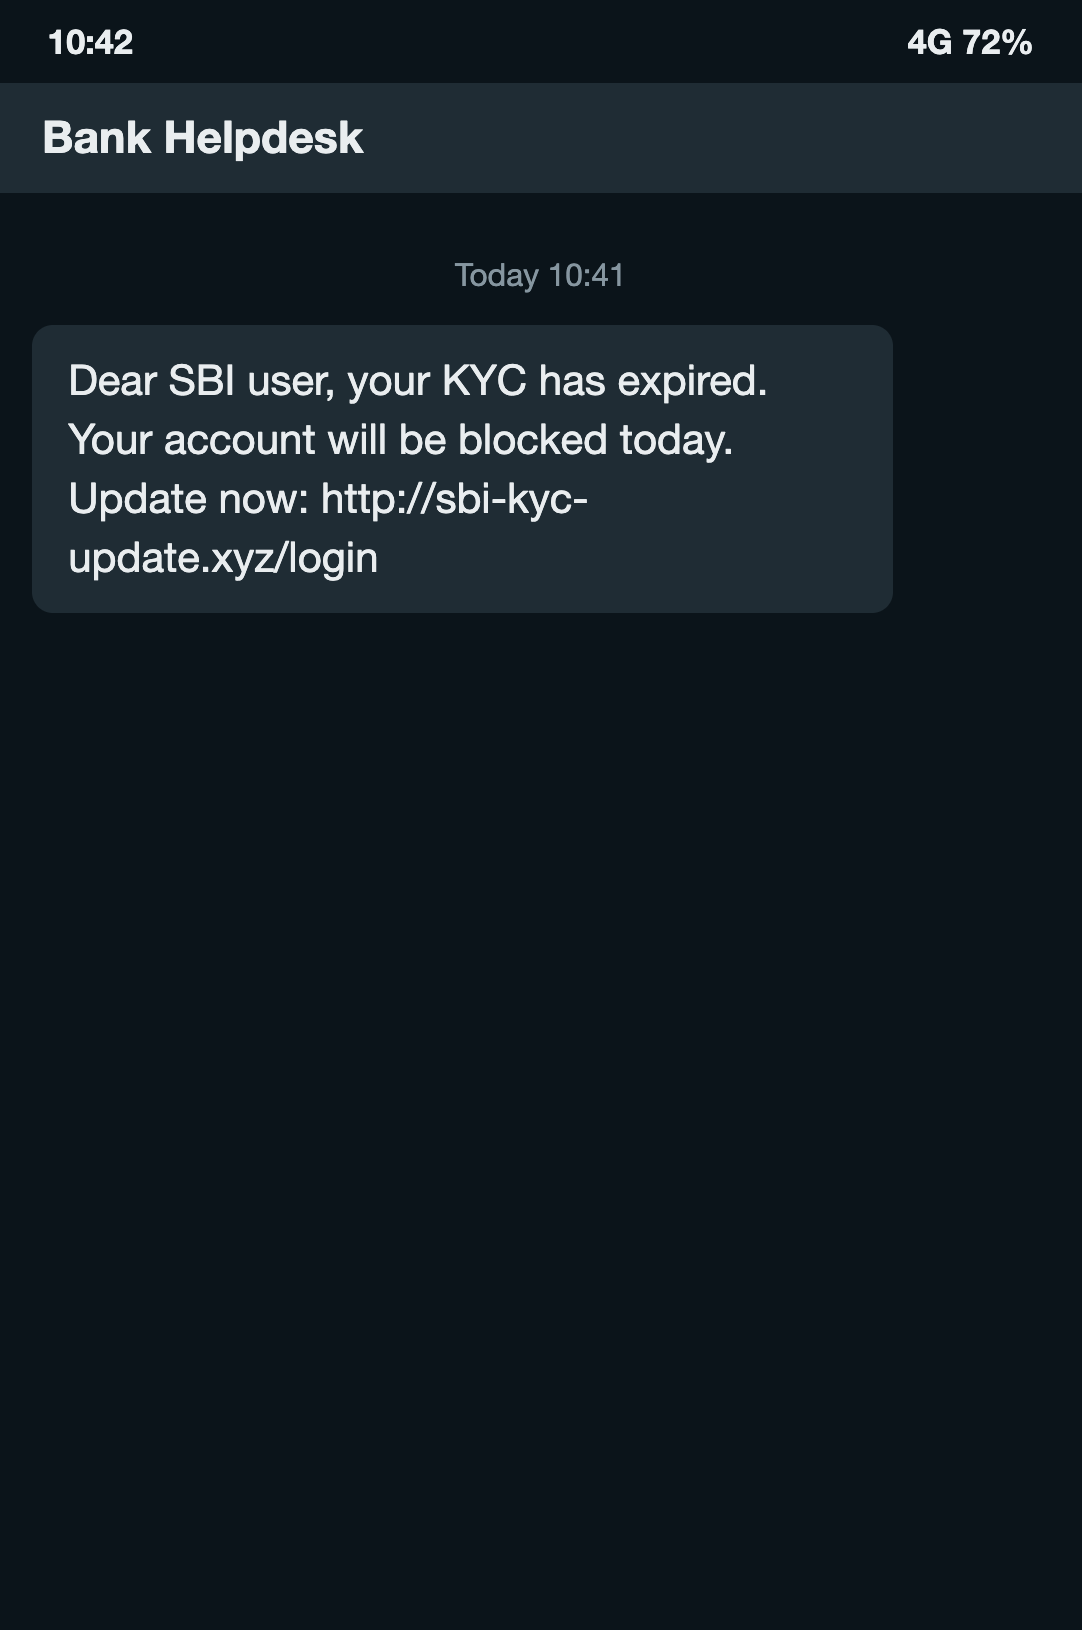 10:42
4G 72%
Bank Helpdesk
Today 10:41
Dear SBI user, your KYC has expired.
Your account will be blocked today.
Update now: http://sbi-kyc-
update.xyz/login